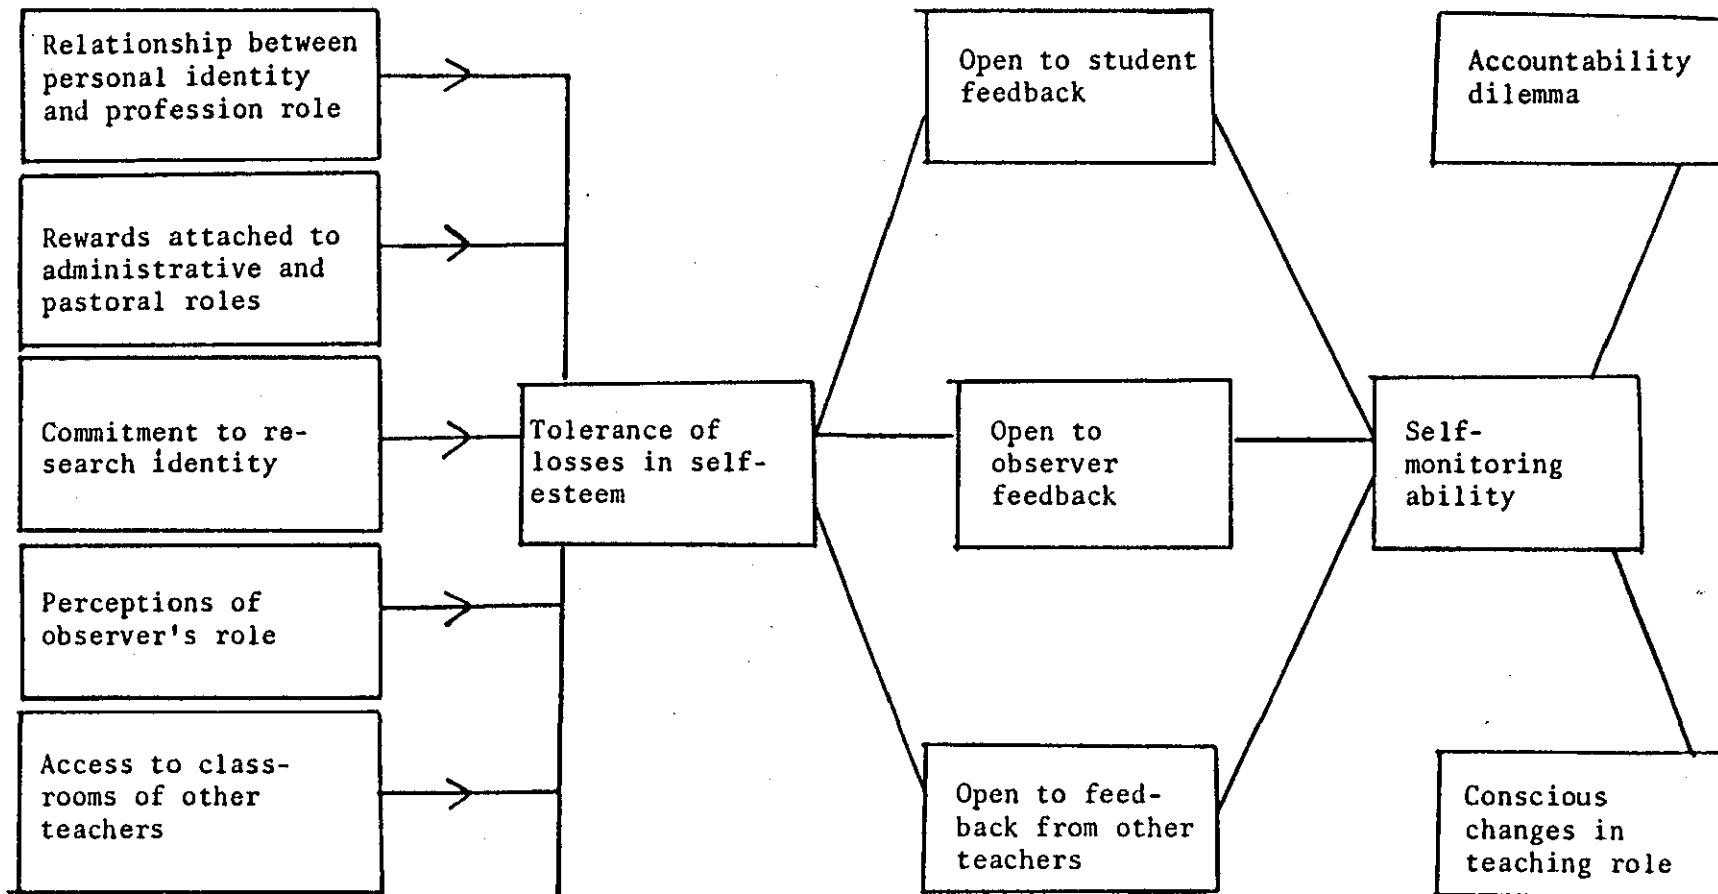 Relationship between
personal identity
and profession role
Rewards attached to
administrative and
pastoral roles
Commitment to re-
search identity
Perceptions of
observer's role
Access to class-
rooms of other
teachers
Tolerance of
losses in self-
esteem
Open to student
feedback
Open to
observer
feedback
Open to feed-
back from other
teachers
Self-
monitoring
ability
Accountability
dilemma
Conscious
changes in
teaching role